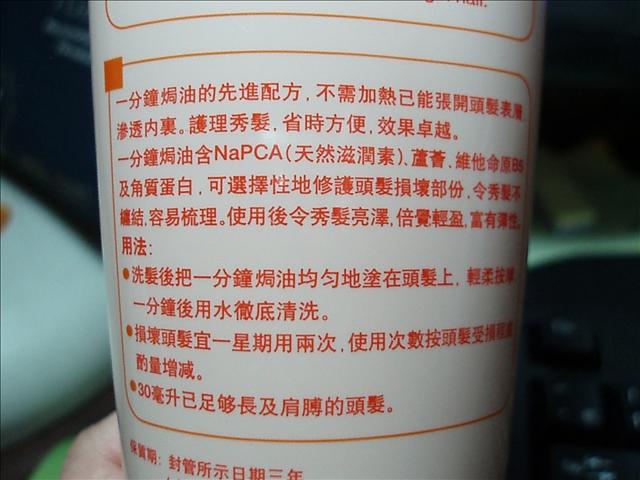 hair.
一分鐘焗油的先進配方，不需加熱已能張開頭髮表層
滲透内裏。護理秀髮，省時方便，效果卓越。
一分鐘焗油含NaPCA(天然滋潤素)、蘆薈、維他命原B5
及角質蛋白，可選擇性地修護頭髮損壞部份，令秀髮不
纏結，容易梳理。使用後令秀髮亮澤，倍覺輕盈，富有彈性。
用法：
●洗髮後把一分鐘焗油均匀地塗在頭髮上，輕柔按摩，
一分鐘後用水徹底清洗。
●損壞頭髮宜一星期用兩次，使用次數按頭髮受損程度
酌量增减。
●30毫升已足够長及肩膊的頭髮。
保質期：封管所示日期三年